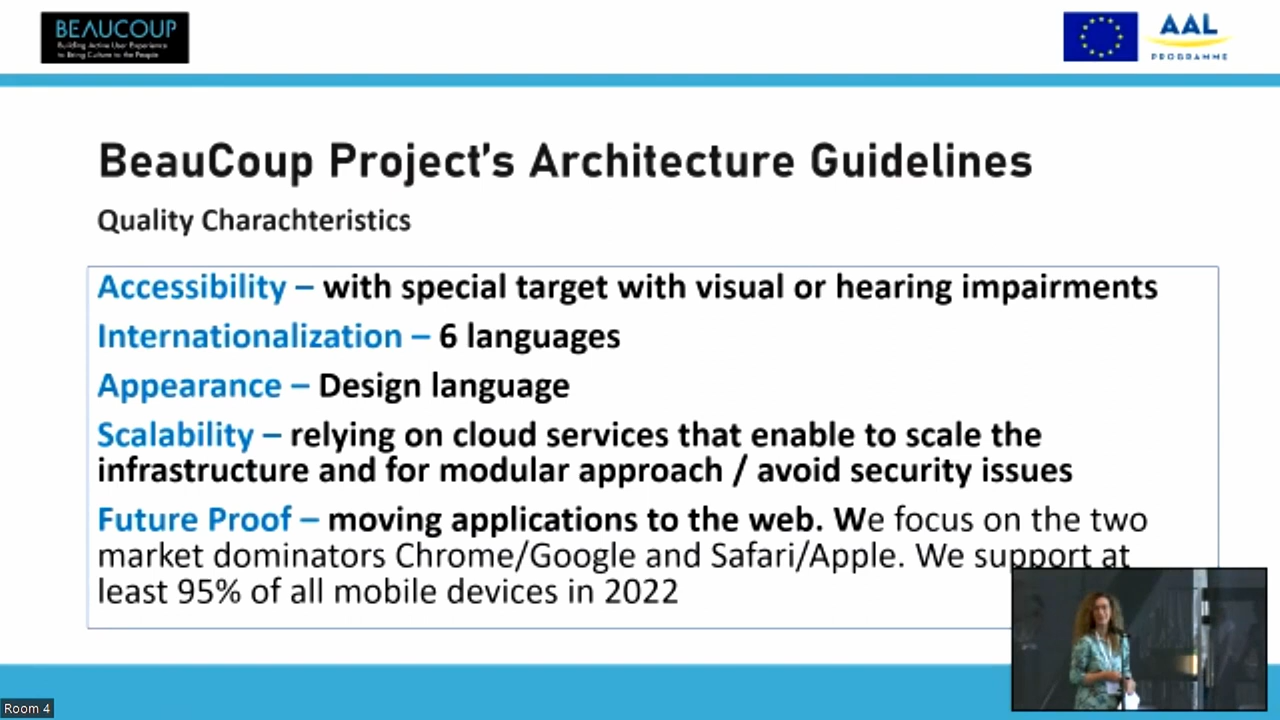 BEAUCOUP
Building Active User Experience
to Bring Culture to the People
AAL
PROGRAMME
BeauCoup Project's Architecture Guidelines
Quality Charachteristics
Accessibility – with special target with visual or hearing impairments
Internationalization – 6 languages
Appearance – Design language
Scalability – relying on cloud services that enable to scale the
infrastructure and for modular approach / avoid security issues
Future Proof – moving applications to the web. We focus on the two
market dominators Chrome/Google and Safari/Apple. We support at
least 95% of all mobile devices in 2022
Room 4